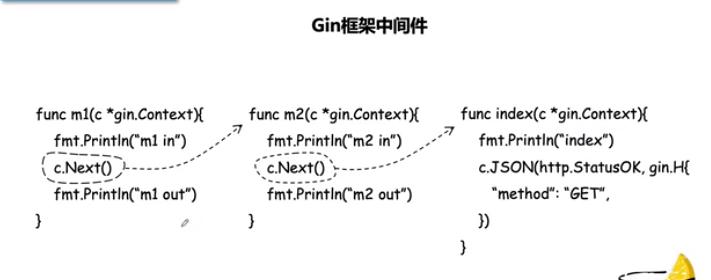 Gin框架中间件
func m1(c *gin.Context){
fmt.Println("m1 in")
c.Next()
fmt.Println("m1 out")
}
func m2(c *gin.Context){
fmt.Println("m2 in")
c.Next()
fmt.Println("m2 out")
}
func index(c *gin.Context){
fmt.Println("index")
c.JSON(http.StatusOK, gin.H{
"method": "GET",
})
}